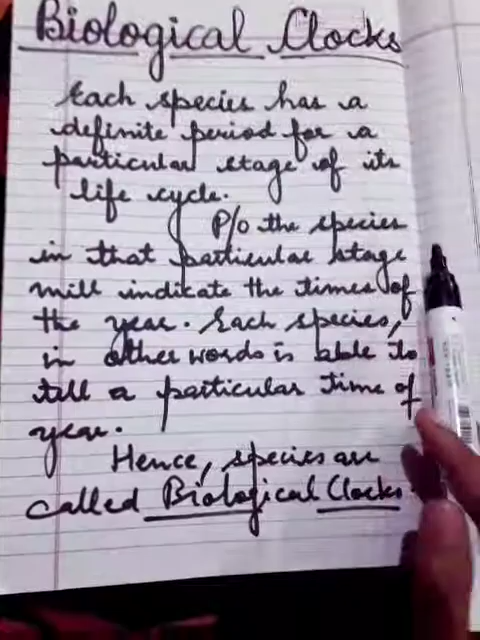 Biological Clocks
Each species has a
definite period for a
particular stage of its
life cycle.
P/o the species
in that particular stage
will indicate the times of
the year. Each species,
in other words is able to
tell a particular time of
year.
Hence, species are
called Biological Clocks